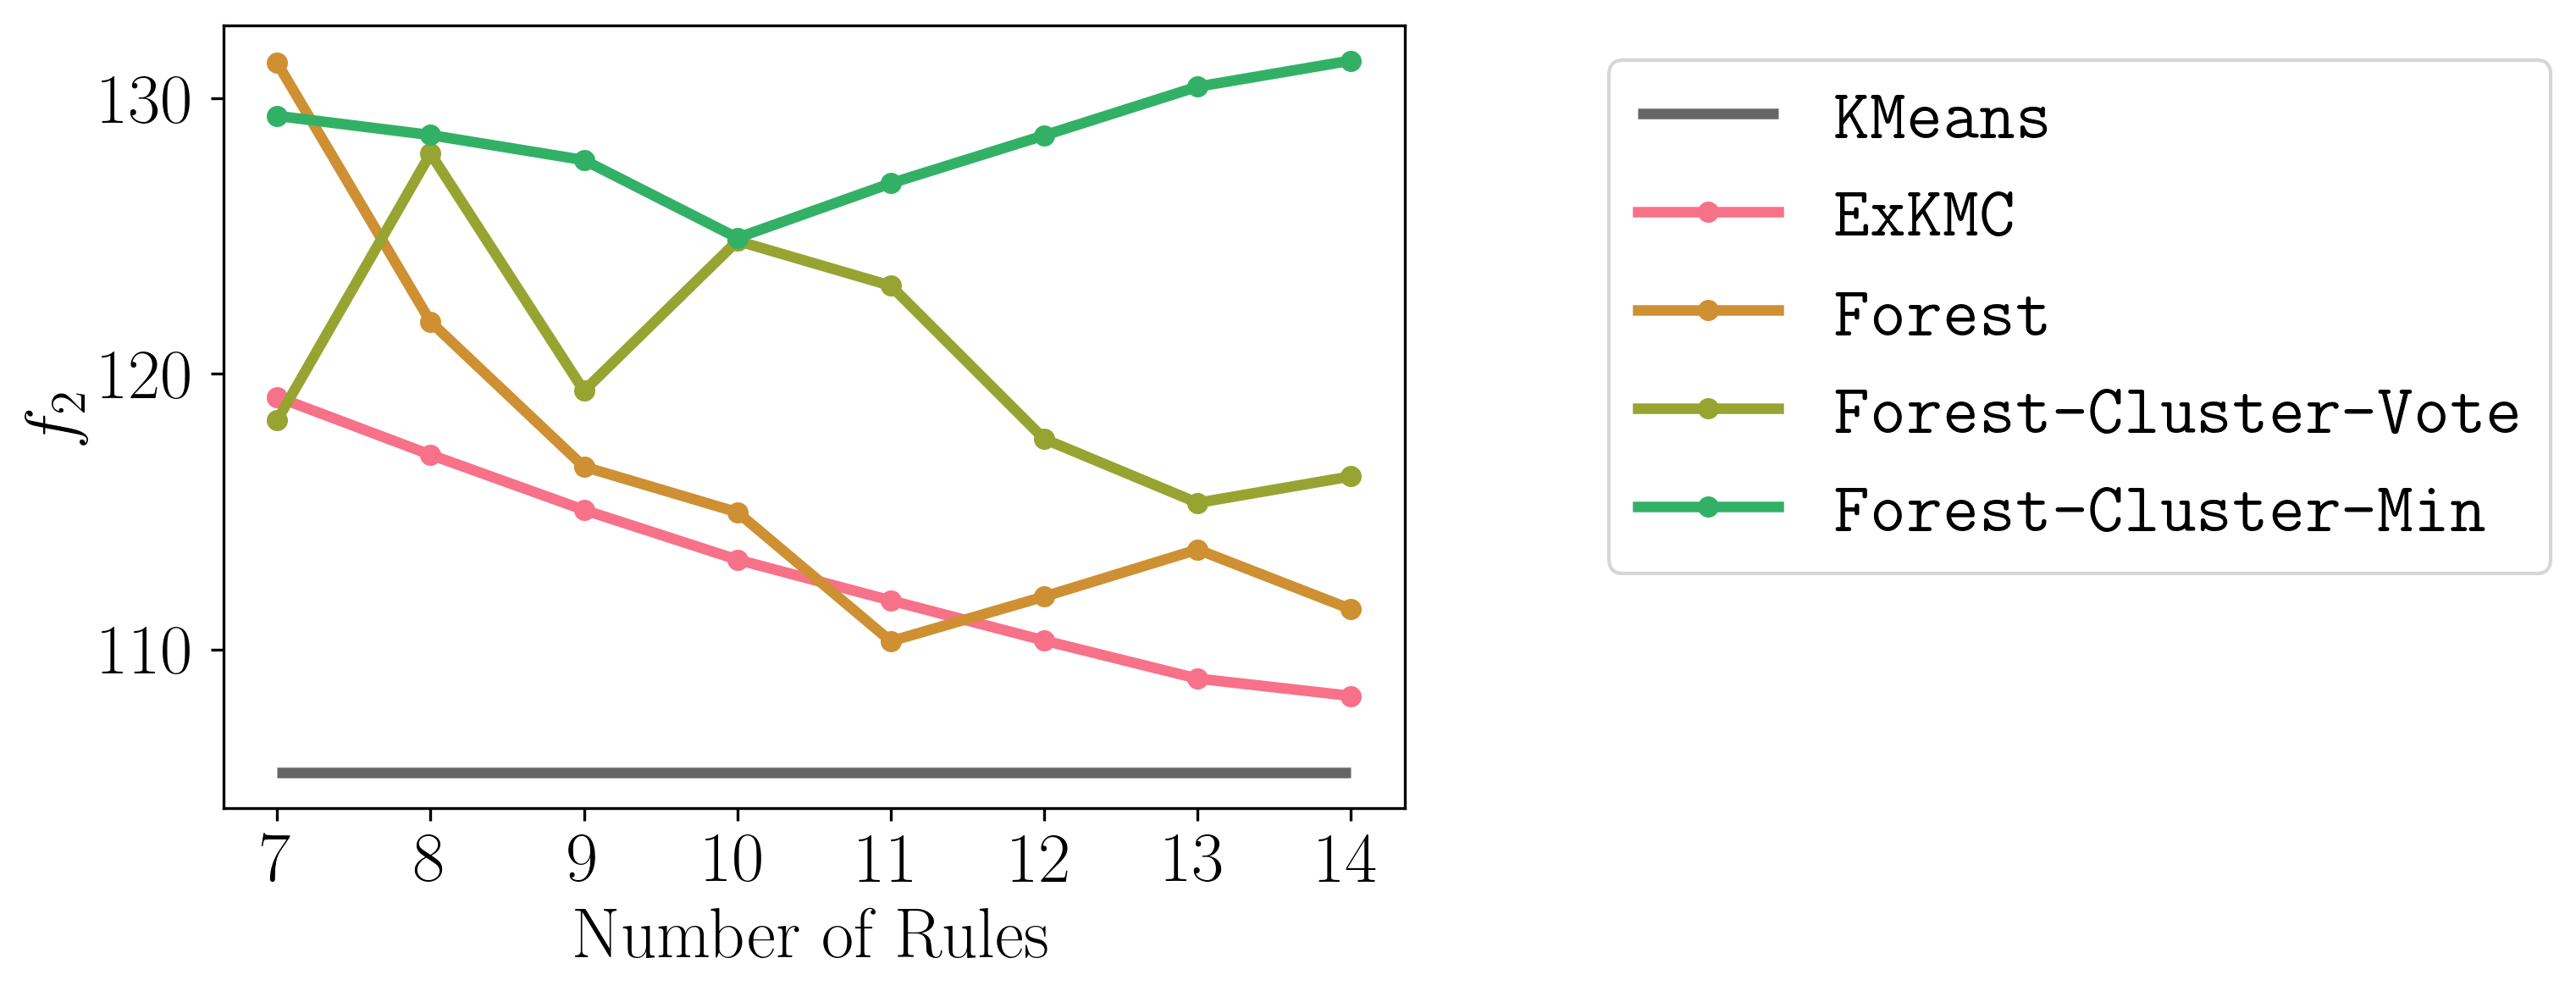 130
120
110
f2
7 8 9 10 11 12 13 14
Number of Rules
KMeans
ExKMC
Forest
Forest-Cluster-Vote
Forest-Cluster-Min